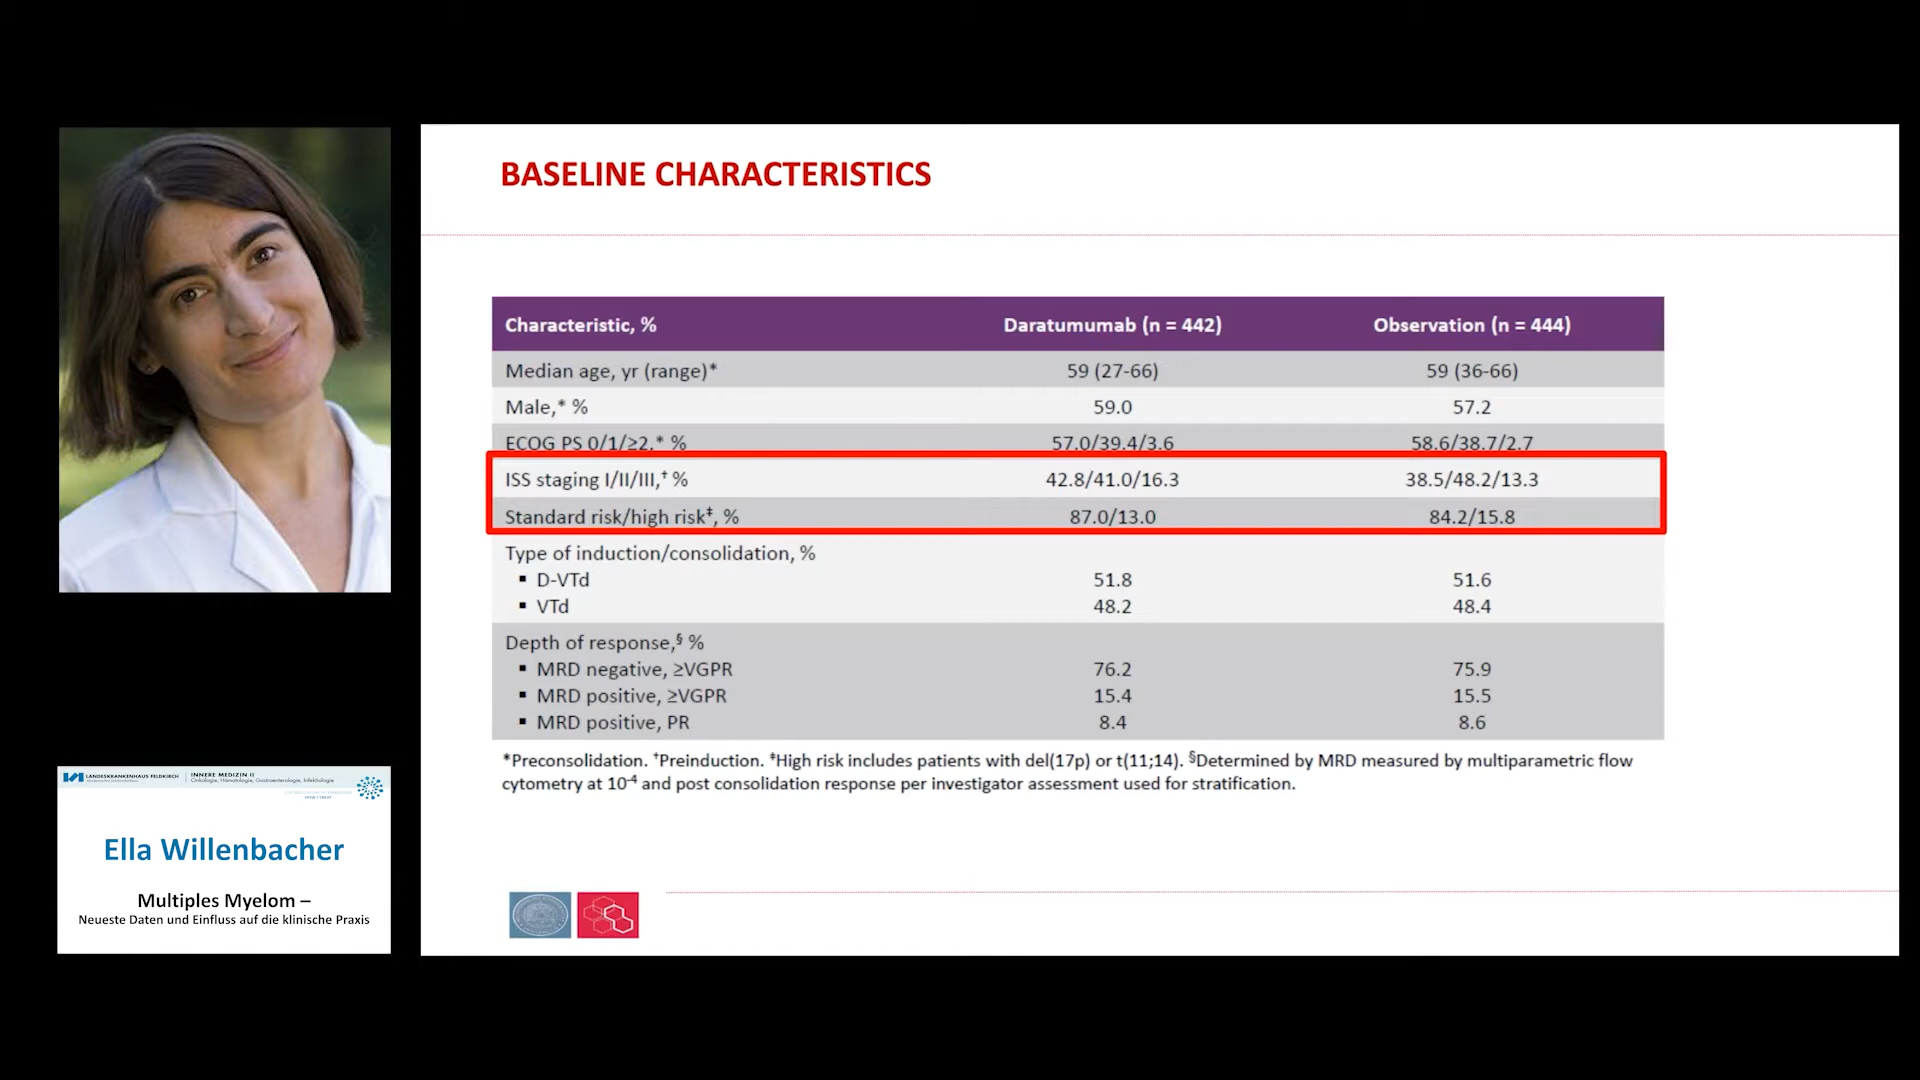 BASELINE CHARACTERISTICS
Characteristic, % Daratumumab (n = 442) Observation (n = 444)
Median age, yr (range)* 59 (27-66) 59 (36-66)
Male,* % 59.0 57.2
ECOG PS 0/1/≥2,* % 57.0/39.4/3.6 58.6/38.7/2.7
ISS staging I/II/III,† % 42.8/41.0/16.3 38.5/48.2/13.3
Standard risk/high risk‡, % 87.0/13.0 84.2/15.8
Type of induction/consolidation, %
▪ D-VTd 51.8 51.6
▪ VTd 48.2 48.4
Depth of response,§ %
▪ MRD negative, ≥VGPR 76.2 75.9
▪ MRD positive, ≥VGPR 15.4 15.5
▪ MRD positive, PR 8.4 8.6
*Preconsolidation. †Preinduction. ‡High risk includes patients with del(17p) or t(11;14). §Determined by MRD measured by multiparametric flow
cytometry at 10⁻⁴ and post consolidation response per investigator assessment used for stratification.
LANDESKRANKENHAUS FELDKIRCH
INNERE MEDIZIN II
Onkologie, Hämatologie, Gastroenterologie, Infektiologie
HOW I TREAT
Ella Willenbacher
Multiples Myelom –
Neueste Daten und Einfluss auf die klinische Praxis